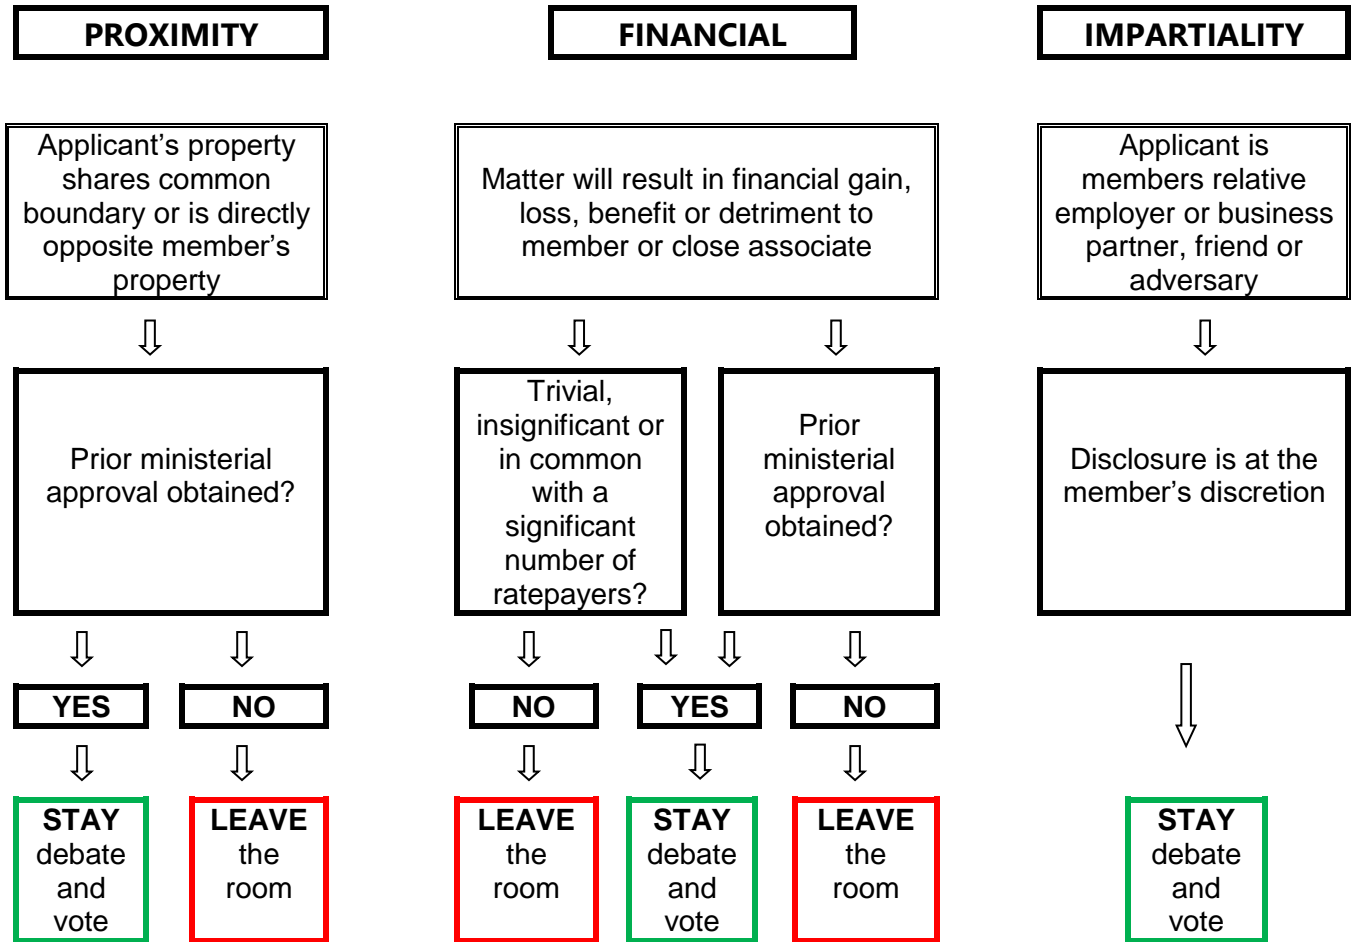 PROXIMITY
FINANCIAL
IMPARTIALITY
Applicant’s property
shares common
boundary or is directly
opposite member’s
property
Matter will result in financial gain,
loss, benefit or detriment to
member or close associate
Applicant is
members relative
employer or business
partner, friend or
adversary
Prior ministerial
approval obtained?
Trivial,
insignificant or
in common
with a
significant
number of
ratepayers?
Prior
ministerial
approval
obtained?
Disclosure is at the
member’s discretion
YES
NO
NO
YES
NO
STAY
debate
and
vote
LEAVE
the
room
LEAVE
the
room
STAY
debate
and
vote
LEAVE
the
room
STAY
debate
and
vote